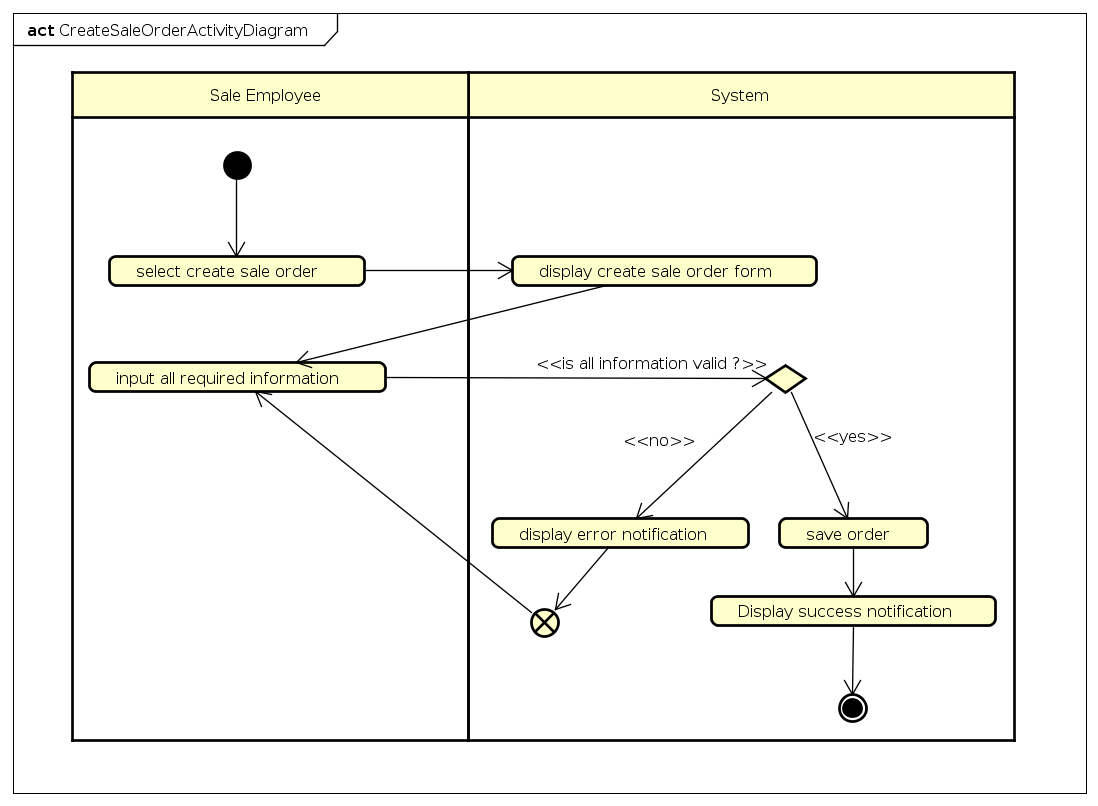 act CreateSaleOrderActivityDiagram
Sale Employee
System
select create sale order
display create sale order form
<<is all information valid ?>>
input all required information
<<no>>
<<yes>>
display error notification
save order
Display success notification